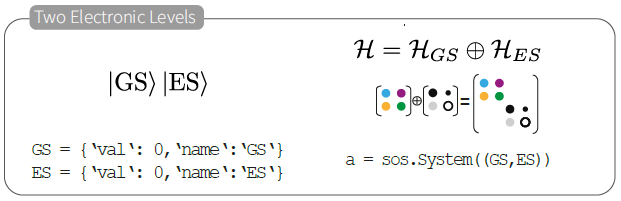 Two Electronic Levels
|GS⟩ |ES⟩
GS = {‘val‘: 0,‘name‘:‘GS‘}
ES = {‘val‘: 0,‘name‘:‘ES‘}
ℋ = ℋ_GS ⊕ ℋ_ES
⊕ =
a = sos.System((GS,ES))